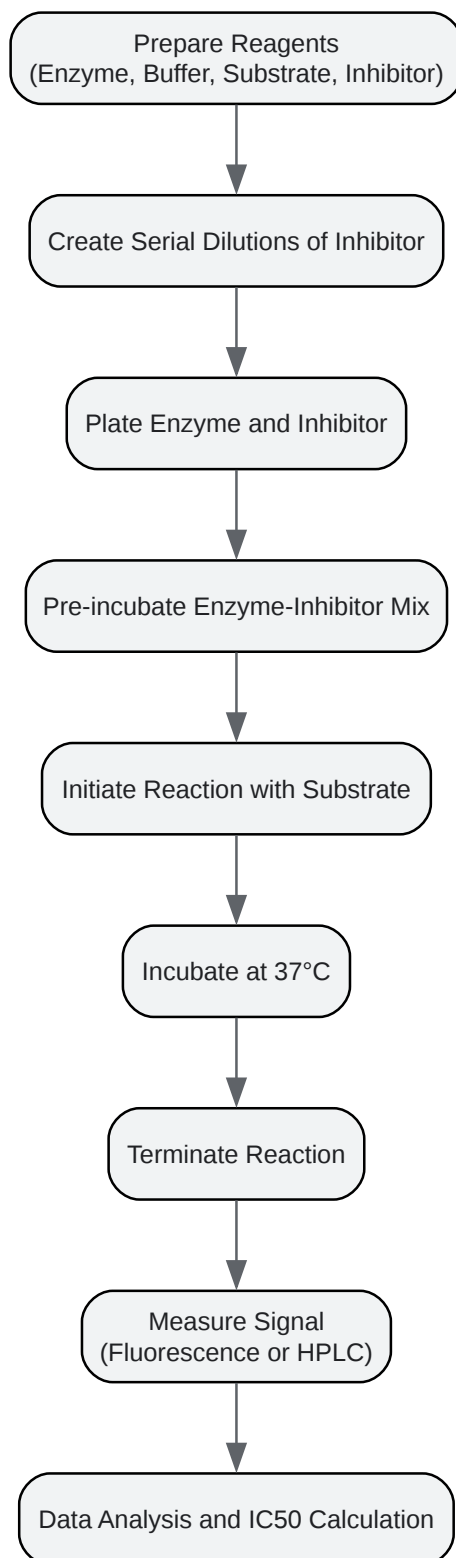 Prepare Reagents
(Enzyme, Buffer, Substrate, Inhibitor)
Create Serial Dilutions of Inhibitor
Plate Enzyme and Inhibitor
Pre-incubate Enzyme-Inhibitor Mix
Initiate Reaction with Substrate
Incubate at 37°C
Terminate Reaction
Measure Signal
(Fluorescence or HPLC)
Data Analysis and IC50 Calculation